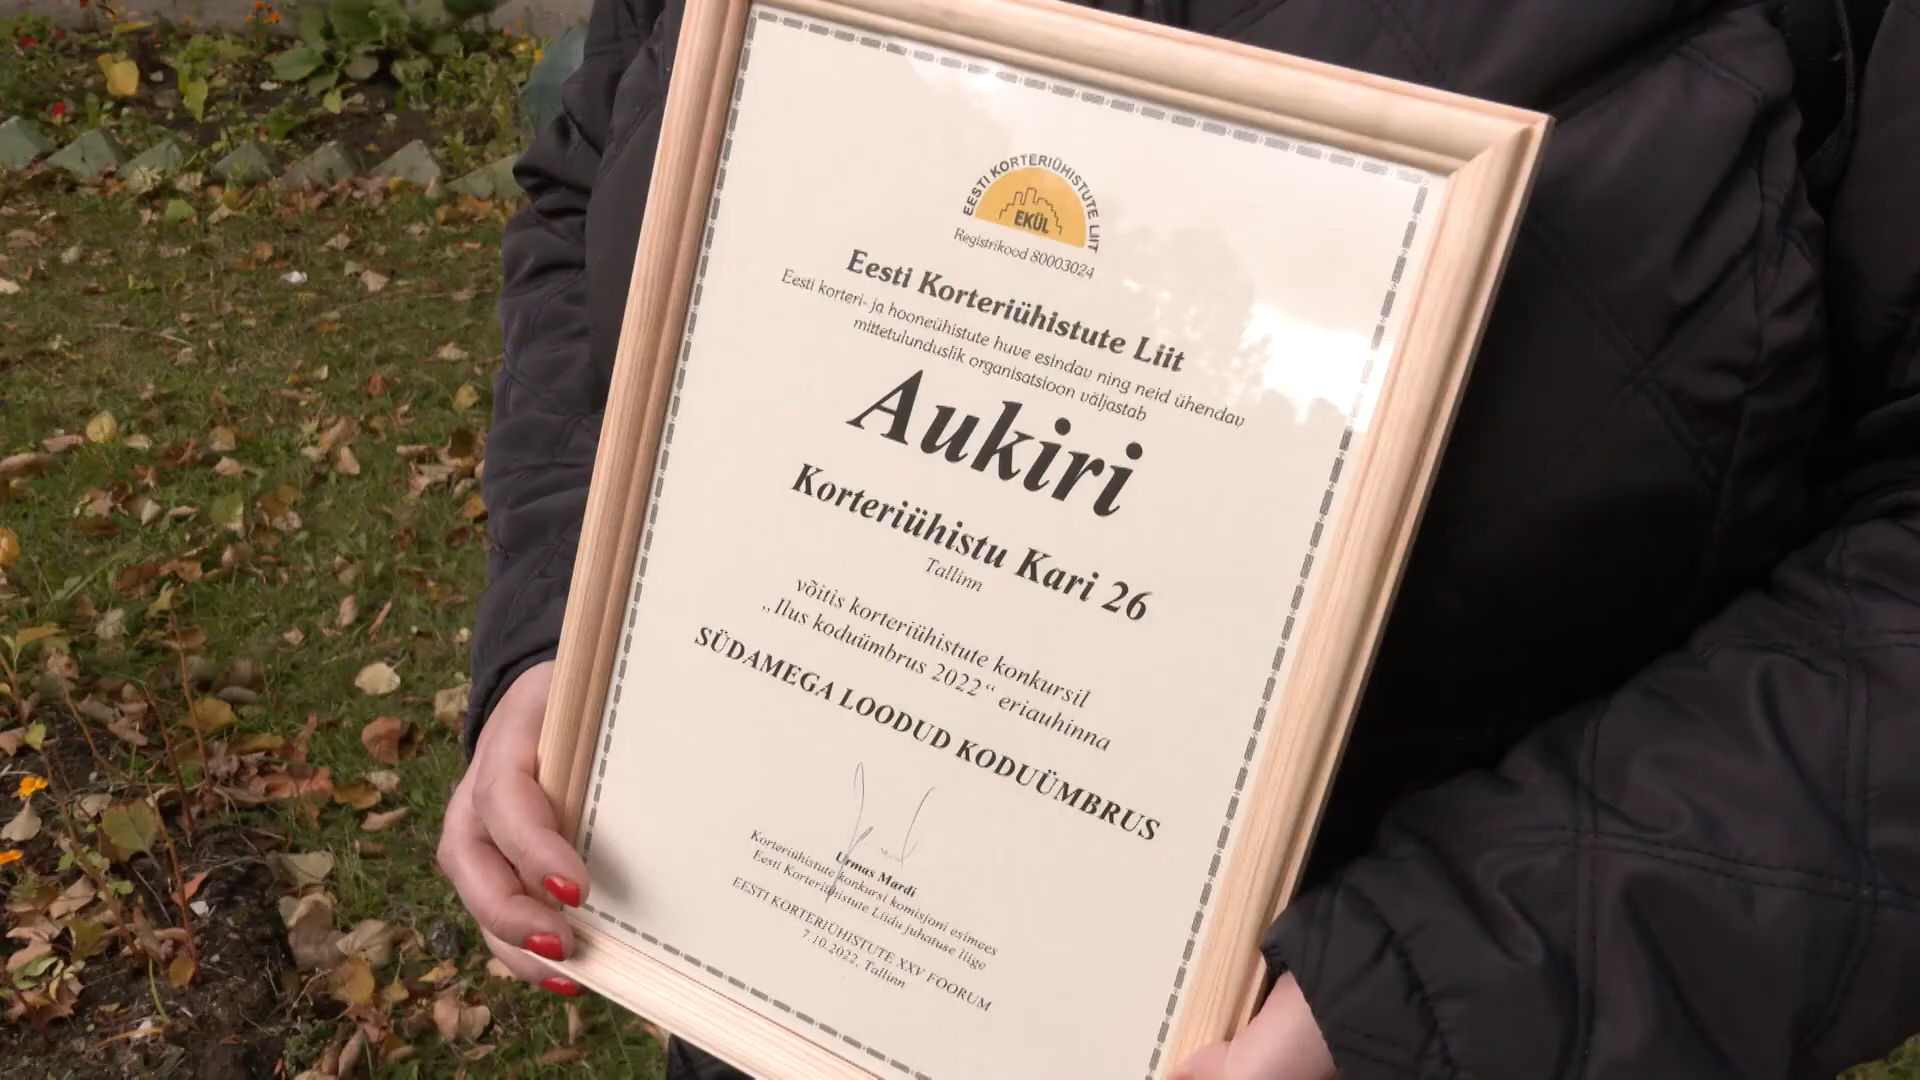 EESTI KORTERIÜHISTUTE LIIT
EKÜL
Registrikood 80003024
Eesti Korteriühistute Liit
Eesti korteri- ja hooneühistute huve esindav ning neid ühendav
mittetulunduslik organisatsioon väljastab
Aukiri
Korteriühistu Kari 26
Tallinn
võitis korteriühistute konkursil
„Ilus koduümbrus 2022“ eriauhinna
SÜDAMEGA LOODUD KODUÜMBRUS
Urmas Mardi
Korteriühistute konkursi komisjoni esimees
Eesti Korteriühistute Liidu juhatuse liige
EESTI KORTERIÜHISTUTE XXV FOORUM
7.10.2022, Tallinn